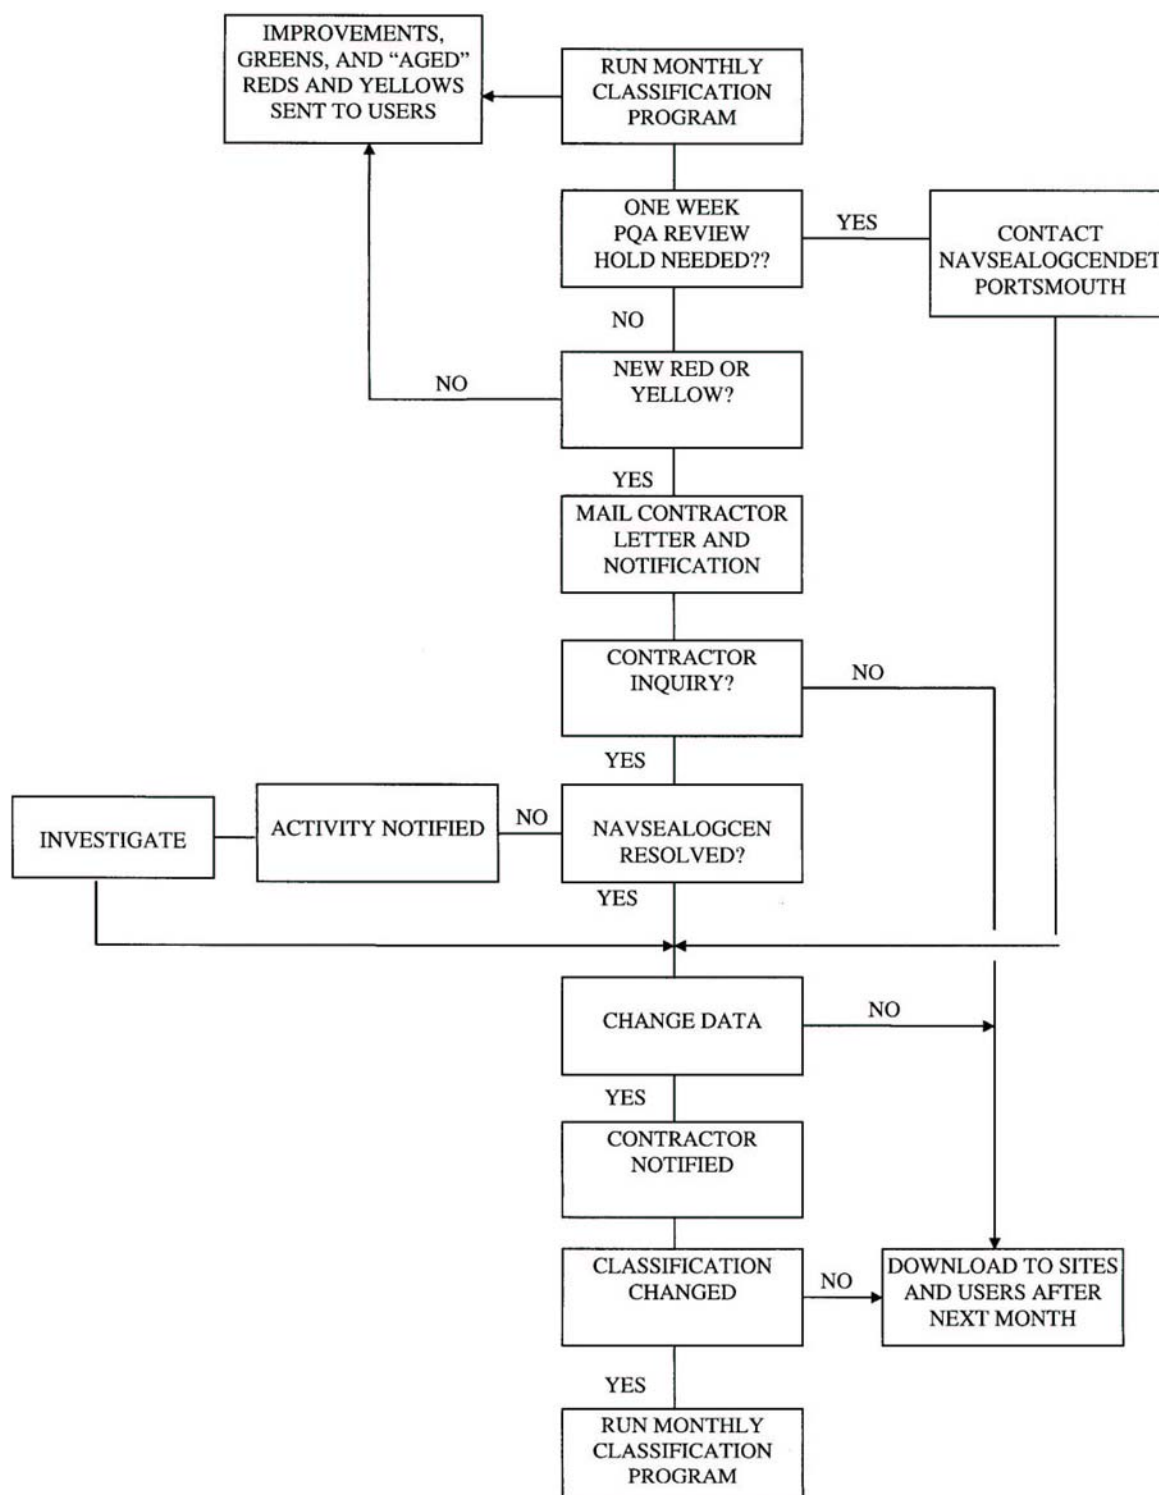 IMPROVEMENTS,
GREENS, AND “AGED”
REDS AND YELLOWS
SENT TO USERS
RUN MONTHLY
CLASSIFICATION
PROGRAM
ONE WEEK
PQA REVIEW
HOLD NEEDED??
YES
CONTACT
NAVSEALOGCENDET
PORTSMOUTH
NO
NEW RED OR
YELLOW?
NO
YES
MAIL CONTRACTOR
LETTER AND
NOTIFICATION
CONTRACTOR
INQUIRY?
NO
YES
INVESTIGATE
ACTIVITY NOTIFIED
NO
NAVSEALOGCEN
RESOLVED?
YES
CHANGE DATA
NO
YES
CONTRACTOR
NOTIFIED
CLASSIFICATION
CHANGED
NO
DOWNLOAD TO SITES
AND USERS AFTER
NEXT MONTH
YES
RUN MONTHLY
CLASSIFICATION
PROGRAM